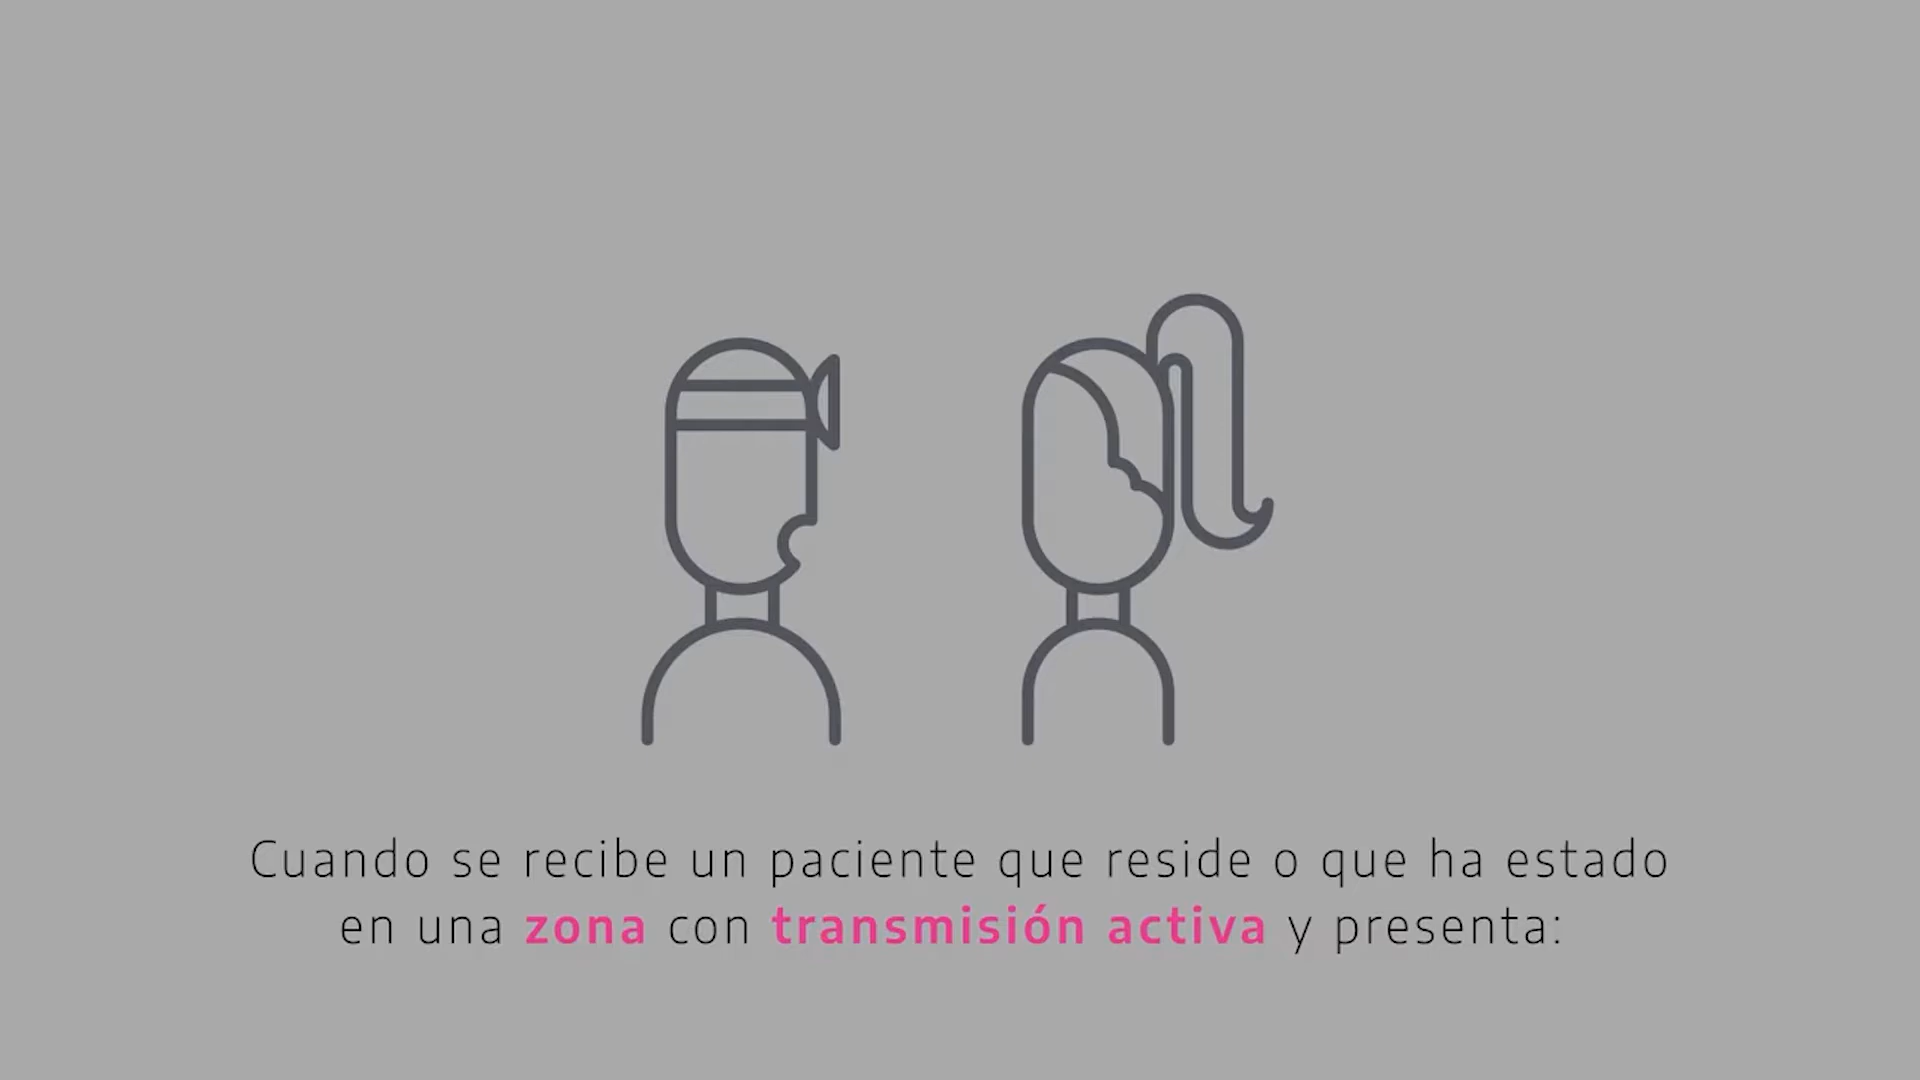 Cuando se recibe un paciente que reside o que ha estado
en una zona con transmisión activa y presenta: